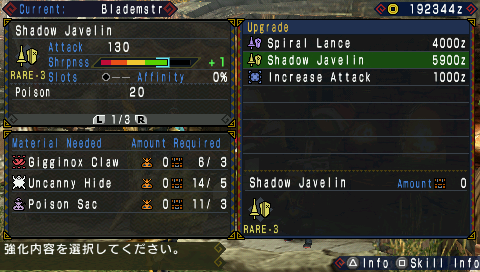 Current: Blademstr
192344z
Shadow Javelin
Attack 130
Shrpnss +1
RARE-3 Slots ●―― Affinity 0%
Poison 20
L 1/3 R
Material Needed Amount Required
Gigginox Claw 0 6/ 3
Uncanny Hide 0 14/ 5
Poison Sac 0 11/ 3
Upgrade
Spiral Lance 4000z
Shadow Javelin 5900z
Increase Attack 1000z
Shadow Javelin Amount 0
RARE-3
強化内容を選択してください。
Info Skill Info